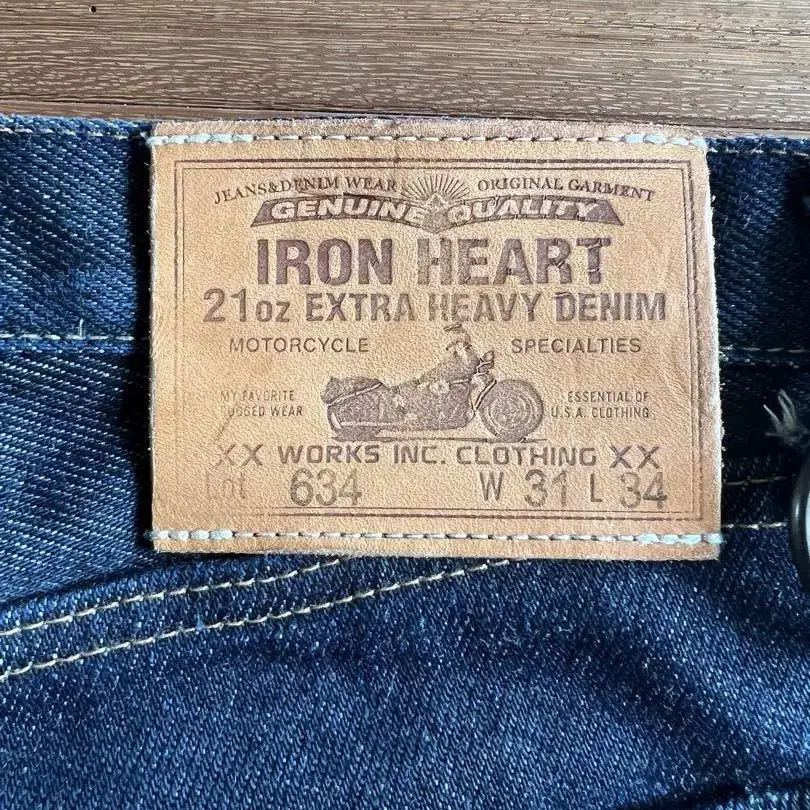 JEANS&DENIM WEAR ORIGINAL GARMENT
GENUINE QUALITY
IRON HEART
21oz EXTRA HEAVY DENIM
MOTORCYCLE SPECIALTIES
MY FAVORITE ESSENTIAL OF
RUGGED WEAR U.S.A. CLOTHING
XX WORKS INC. CLOTHING XX
Lot 634 W 31 L 34